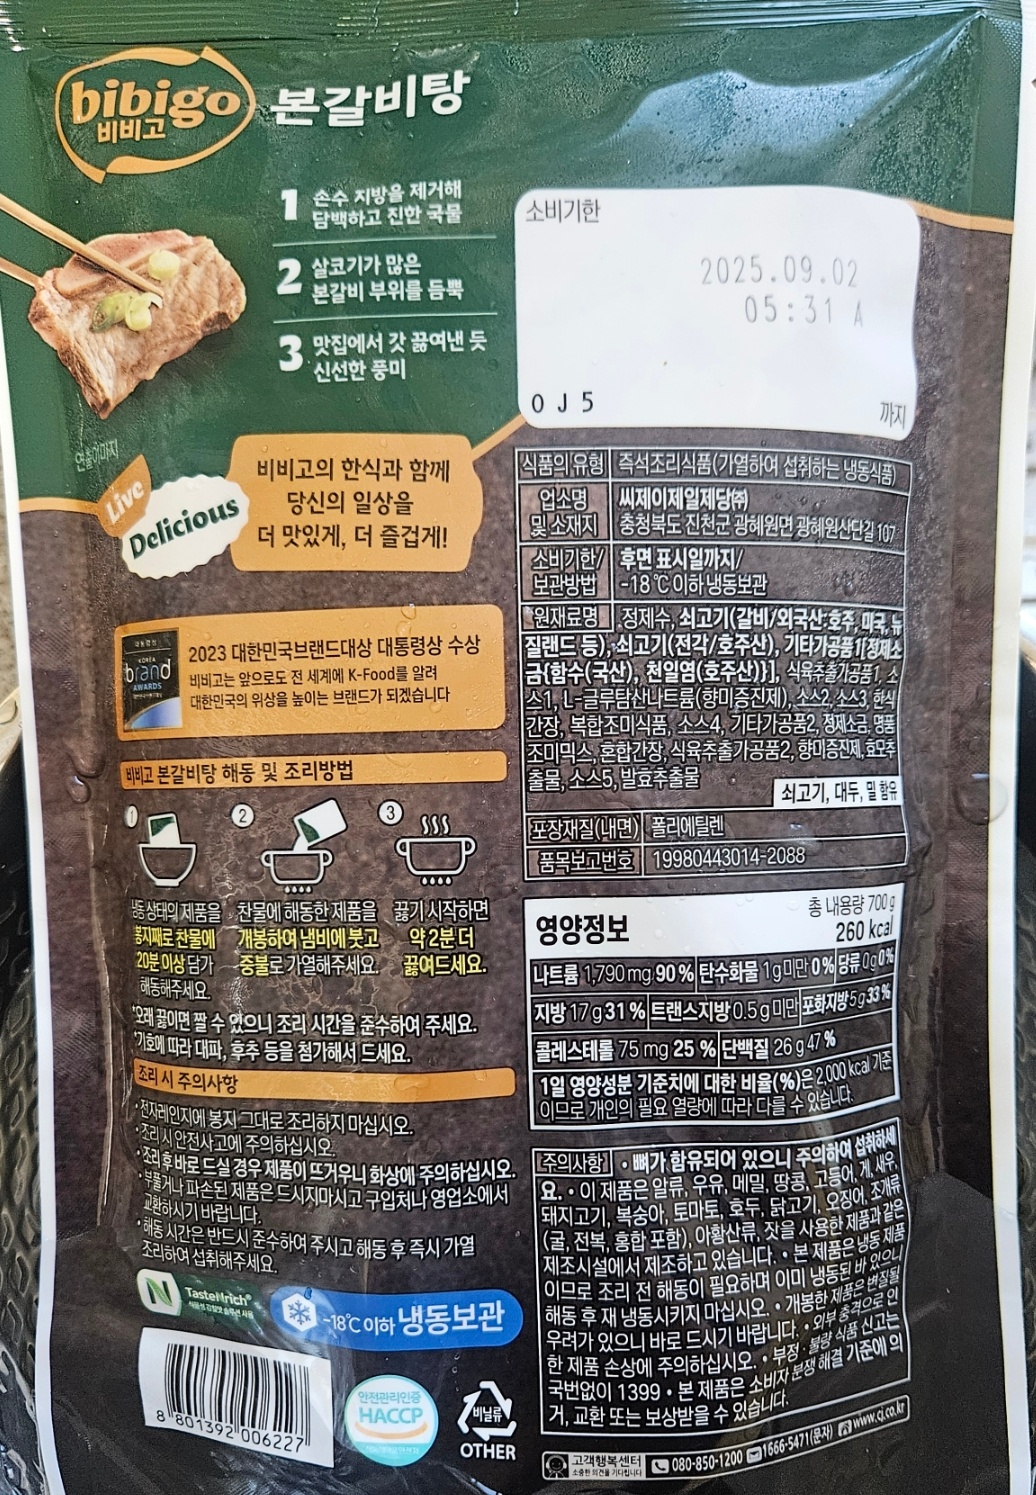 bibigo
비비고
본갈비탕
1 손수 지방을 제거해
담백하고 진한 국물
2 살코기가 많은
본갈비 부위를 듬뿍
3 맛집에서 갓 끓여낸 듯
신선한 풍미
연출이미지
소비기한
2025.09.02
05:31 A
0 J 5
까지
Live
Delicious
비비고의 한식과 함께
당신의 일상을
더 맛있게, 더 즐겁게!
KOREA
brand
AWARDS
2023 대한민국브랜드대상 대통령상 수상
비비고는 앞으로도 전 세계에 K-Food를 알려
대한민국의 위상을 높이는 브랜드가 되겠습니다
비비고 본갈비탕 해동 및 조리방법
1
냉동 상태의 제품을
봉지째로 찬물에
20분 이상 담가
해동해주세요.
2
찬물에 해동한 제품을
개봉하여 냄비에 붓고
중불로 가열해주세요.
3
끓기 시작하면
약 2분 더
끓여드세요.
*오래 끓이면 짤 수 있으니 조리 시간을 준수하여 주세요.
*기호에 따라 대파, 후추 등을 첨가해서 드세요.
조리 시 주의사항
• 전자레인지에 봉지 그대로 조리하지 마십시오.
• 조리 시 안전사고에 주의하십시오.
• 조리 후 바로 드실 경우 제품이 뜨거우니 화상에 주의하십시오.
• 부풀거나 파손된 제품은 드시지마시고 구입처나 영업소에서
교환하시기 바랍니다.
• 해동 시간은 반드시 준수하여 주시고 해동 후 즉시 가열
조리하여 섭취해주세요.
N TasteNrich®
-18℃ 이하 냉동보관
8 801392 006227
안전관리인증
HACCP
비닐류
OTHER
식품의 유형 즉석조리식품(가열하여 섭취하는 냉동식품)
업소명 및 소재지 씨제이제일제당㈜
충청북도 진천군 광혜원면 광혜원산단길 107
소비기한/ 보관방법 후면 표시일까지/
-18℃ 이하 냉동보관
원재료명 정제수, 쇠고기(갈비/외국산:호주, 미국, 뉴
질랜드 등), 쇠고기(전각/호주산), 기타가공품1[정제소
금{함수(국산), 천일염(호주산)}], 식육추출가공품1, 소
스1, L-글루탐산나트륨(향미증진제), 소스2, 소스3, 한식
간장, 복합조미식품, 소스4, 기타가공품2, 정제소금, 명품
조미믹스, 혼합간장, 식육추출가공품2, 향미증진제, 효모추
출물, 소스5, 발효추출물
쇠고기, 대두, 밀 함유
포장재질(내면) 폴리에틸렌
품목보고번호 19980443014-2088
영양정보
총 내용량 700 g
260 kcal
나트륨 1,790 mg 90 % 탄수화물 1 g 미만 0 % 당류 0 g 0 %
지방 17 g 31 % 트랜스지방 0.5 g 미만 포화지방 5 g 33 %
콜레스테롤 75 mg 25 % 단백질 26 g 47 %
1일 영양성분 기준치에 대한 비율(%)은 2,000 kcal 기준
이므로 개인의 필요 열량에 따라 다를 수 있습니다.
주의사항 • 뼈가 함유되어 있으니 주의하여 섭취하세
요. • 이 제품은 알류, 우유, 메밀, 땅콩, 고등어, 게, 새우,
돼지고기, 복숭아, 토마토, 호두, 닭고기, 오징어, 조개류
(굴, 전복, 홍합 포함), 아황산류, 잣을 사용한 제품과 같은
제조시설에서 제조하고 있습니다. • 본 제품은 냉동 제품
이므로 조리 전 해동이 필요하며 이미 냉동된 바 있으니
해동 후 재 냉동시키지 마십시오. • 개봉한 제품은 변질될
우려가 있으니 바로 드시기 바랍니다. • 외부 충격으로 인
한 제품 손상에 주의하십시오. • 부정·불량 식품 신고는
국번없이 1399 • 본 제품은 소비자 분쟁 해결 기준에 의
거, 교환 또는 보상받을 수 있습니다.
고객행복센터
소중한 의견을 기다립니다
080-850-1200 1666-5471(문자) www.cj.co.kr